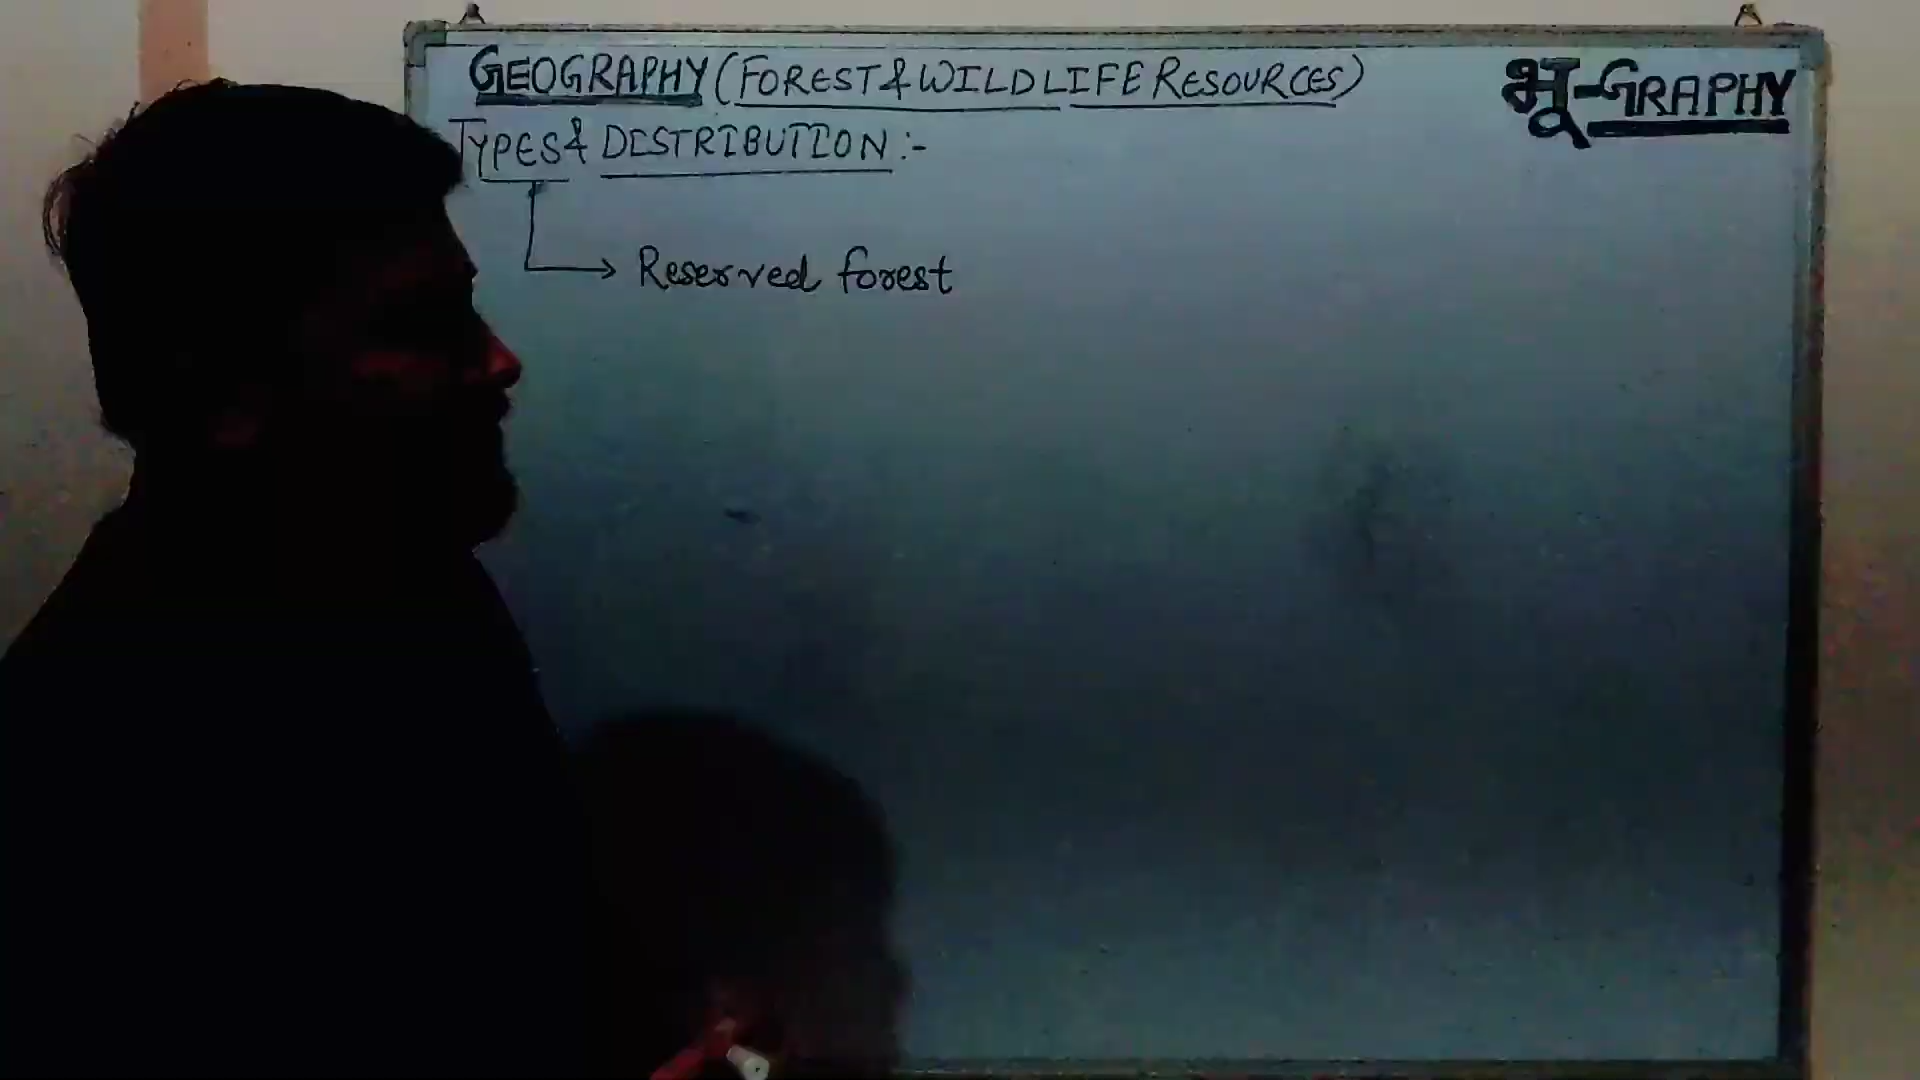 GEOGRAPHY (FOREST & WILDLIFE RESOURCES)
भू-GRAPHY
TYPES & DISTRIBUTION :-
Reserved forest